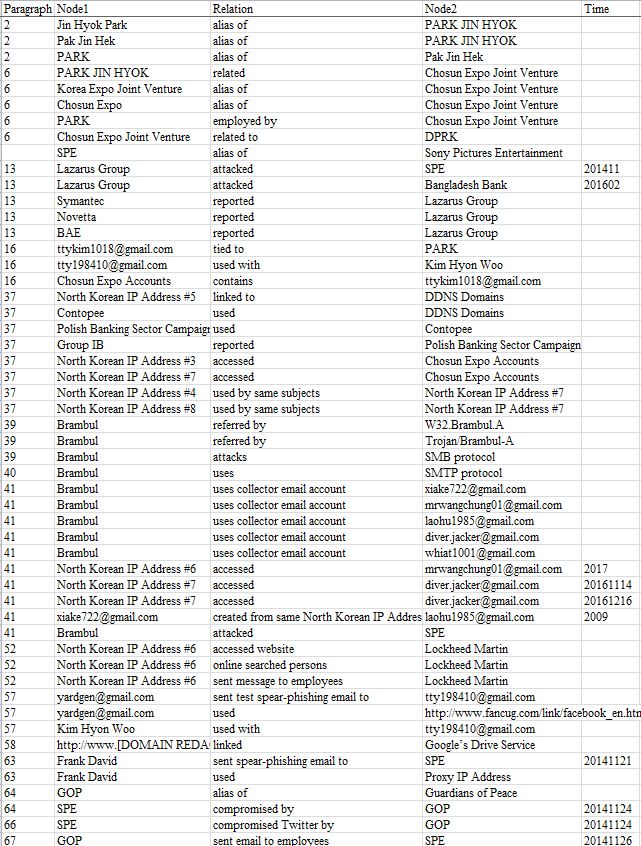 Paragraph Node1 Relation Node2 Time
2 Jin Hyok Park alias of PARK JIN HYOK
2 Pak Jin Hek alias of PARK JIN HYOK
2 PARK alias of Pak Jin Hek
6 PARK JIN HYOK related Chosun Expo Joint Venture
6 Korea Expo Joint Venture alias of Chosun Expo Joint Venture
6 Chosun Expo alias of Chosun Expo Joint Venture
6 PARK employed by Chosun Expo Joint Venture
6 Chosun Expo Joint Venture related to DPRK
SPE alias of Sony Pictures Entertainment
13 Lazarus Group attacked SPE 201411
13 Lazarus Group attacked Bangladesh Bank 201602
13 Symantec reported Lazarus Group
13 Novetta reported Lazarus Group
13 BAE reported Lazarus Group
16 ttykim1018@gmail.com tied to PARK
16 tty198410@gmail.com used with Kim Hyon Woo
16 Chosun Expo Accounts contains ttykim1018@gmail.com
37 North Korean IP Address #5 linked to DDNS Domains
37 Contopee used DDNS Domains
37 Polish Banking Sector Campaign used Contopee
37 Group IB reported Polish Banking Sector Campaign
37 North Korean IP Address #3 accessed Chosun Expo Accounts
37 North Korean IP Address #7 accessed Chosun Expo Accounts
37 North Korean IP Address #4 used by same subjects North Korean IP Address #7
37 North Korean IP Address #8 used by same subjects North Korean IP Address #7
39 Brambul referred by W32.Brambul.A
39 Brambul referred by Trojan/Brambul-A
39 Brambul attacks SMB protocol
40 Brambul uses SMTP protocol
41 Brambul uses collector email account xiake722@gmail.com
41 Brambul uses collector email account mrwangchung01@gmail.com
41 Brambul uses collector email account laohu1985@gmail.com
41 Brambul uses collector email account diver.jacker@gmail.com
41 Brambul uses collector email account whiat1001@gmail.com
41 North Korean IP Address #6 accessed mrwangchung01@gmail.com 2017
41 North Korean IP Address #7 accessed diver.jacker@gmail.com 20161114
41 North Korean IP Address #7 accessed diver.jacker@gmail.com 20161216
41 xiake722@gmail.com created from same North Korean IP Addres laohu1985@gmail.com 2009
41 Brambul attacked SPE
52 North Korean IP Address #6 accessed website Lockheed Martin
52 North Korean IP Address #6 online searched persons Lockheed Martin
52 North Korean IP Address #6 sent message to employees Lockheed Martin
57 yardgen@gmail.com sent test spear-phishing email to tty198410@gmail.com
57 yardgen@gmail.com used http://www.fancug.com/link/facebook_en.htm
57 Kim Hyon Woo used with tty198410@gmail.com
58 http://www.[DOMAIN REDA linked Google's Drive Service
63 Frank David sent spear-phishing email to SPE 20141121
63 Frank David used Proxy IP Address
64 GOP alias of Guardians of Peace
64 SPE compromised by GOP 20141124
66 SPE compromised Twitter by GOP 20141124
67 GOP sent email to employees SPE 20141126